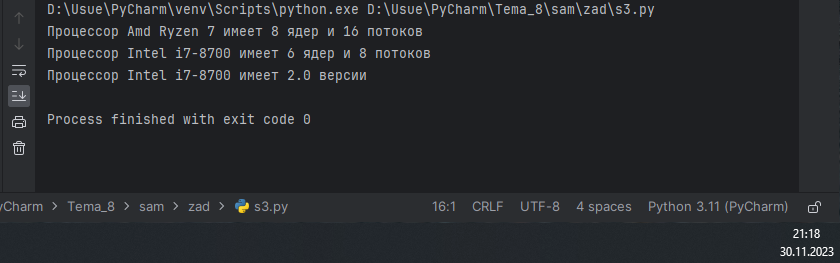 D:\Usue\PyCharm\venv\Scripts\python.exe D:\Usue\PyCharm\Tema_8\sam\zad\s3.py
Процессор Amd Ryzen 7 имеет 8 ядер и 16 потоков
Процессор Intel i7-8700 имеет 6 ядер и 8 потоков
Процессор Intel i7-8700 имеет 2.0 версии
Process finished with exit code 0
yCharm > Tema_8 > sam > zad > s3.py 16:1 CRLF UTF-8 4 spaces Python 3.11 (PyCharm)
21:18
30.11.2023